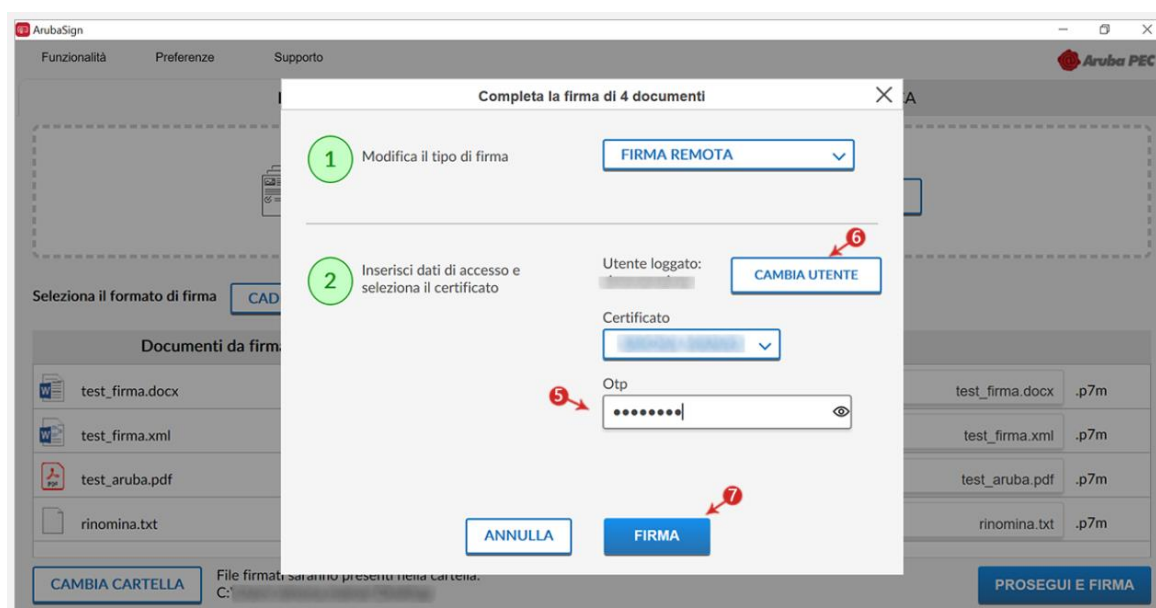 ArubaSign
Funzionalità Preferenze Supporto
Aruba PEC
Completa la firma di 4 documenti
1 Modifica il tipo di firma FIRMA REMOTA
6
2 Inserisci dati di accesso e
seleziona il certificato
Utente loggato:
CAMBIA UTENTE
Certificato
Otp
5
7
ANNULLA FIRMA
Seleziona il formato di firma CAD
Documenti da firma
test_firma.docx test_firma.docx .p7m
test_firma.xml test_firma.xml .p7m
test_aruba.pdf test_aruba.pdf .p7m
rinomina.txt rinomina.txt .p7m
CAMBIA CARTELLA
File firmati saranno presenti nella cartella:
C:\
PROSEGUI E FIRMA